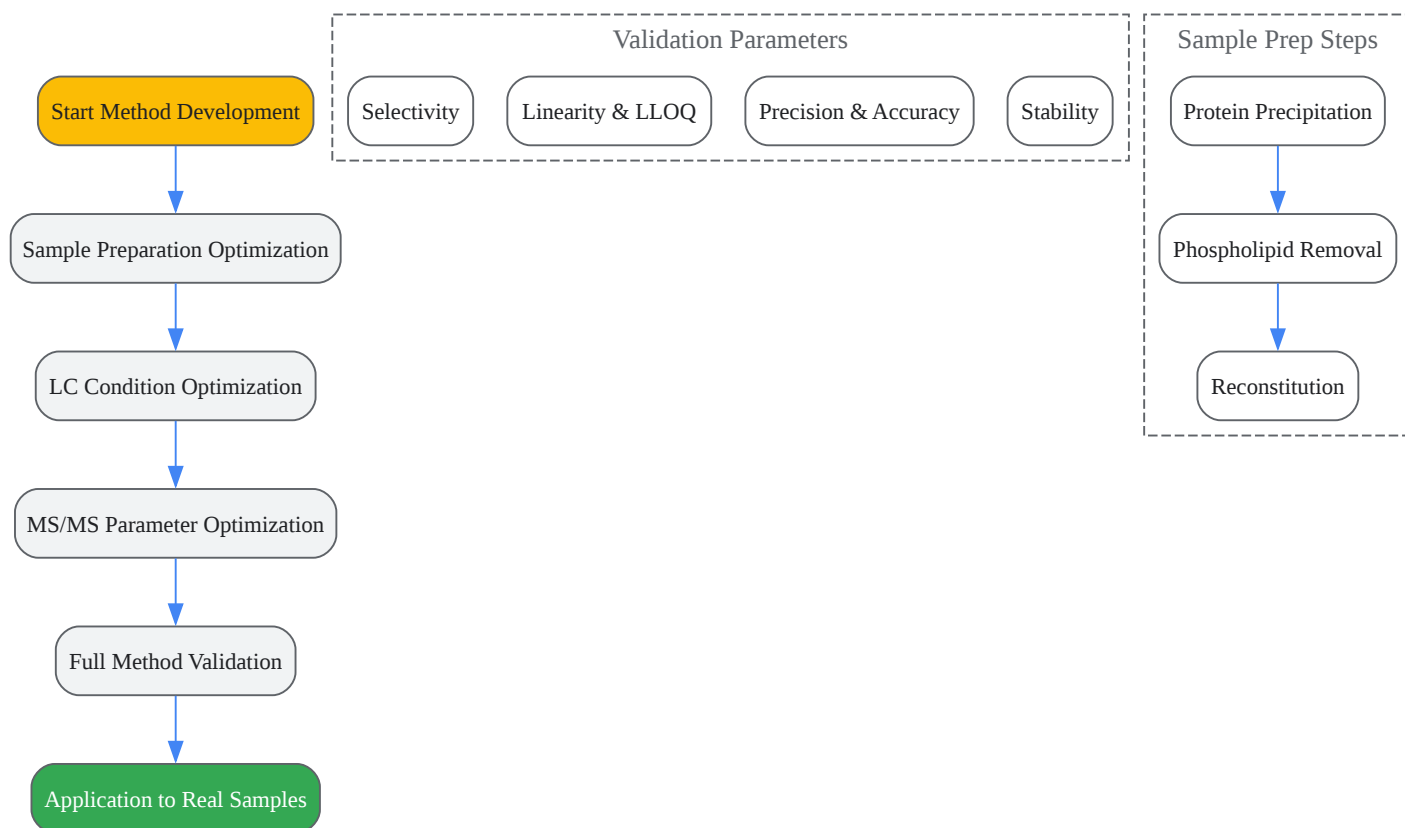 Validation Parameters
Sample Prep Steps
Start Method Development
Selectivity
Linearity & LLOQ
Precision & Accuracy
Stability
Protein Precipitation
Sample Preparation Optimization
Phospholipid Removal
LC Condition Optimization
Reconstitution
MS/MS Parameter Optimization
Full Method Validation
Application to Real Samples